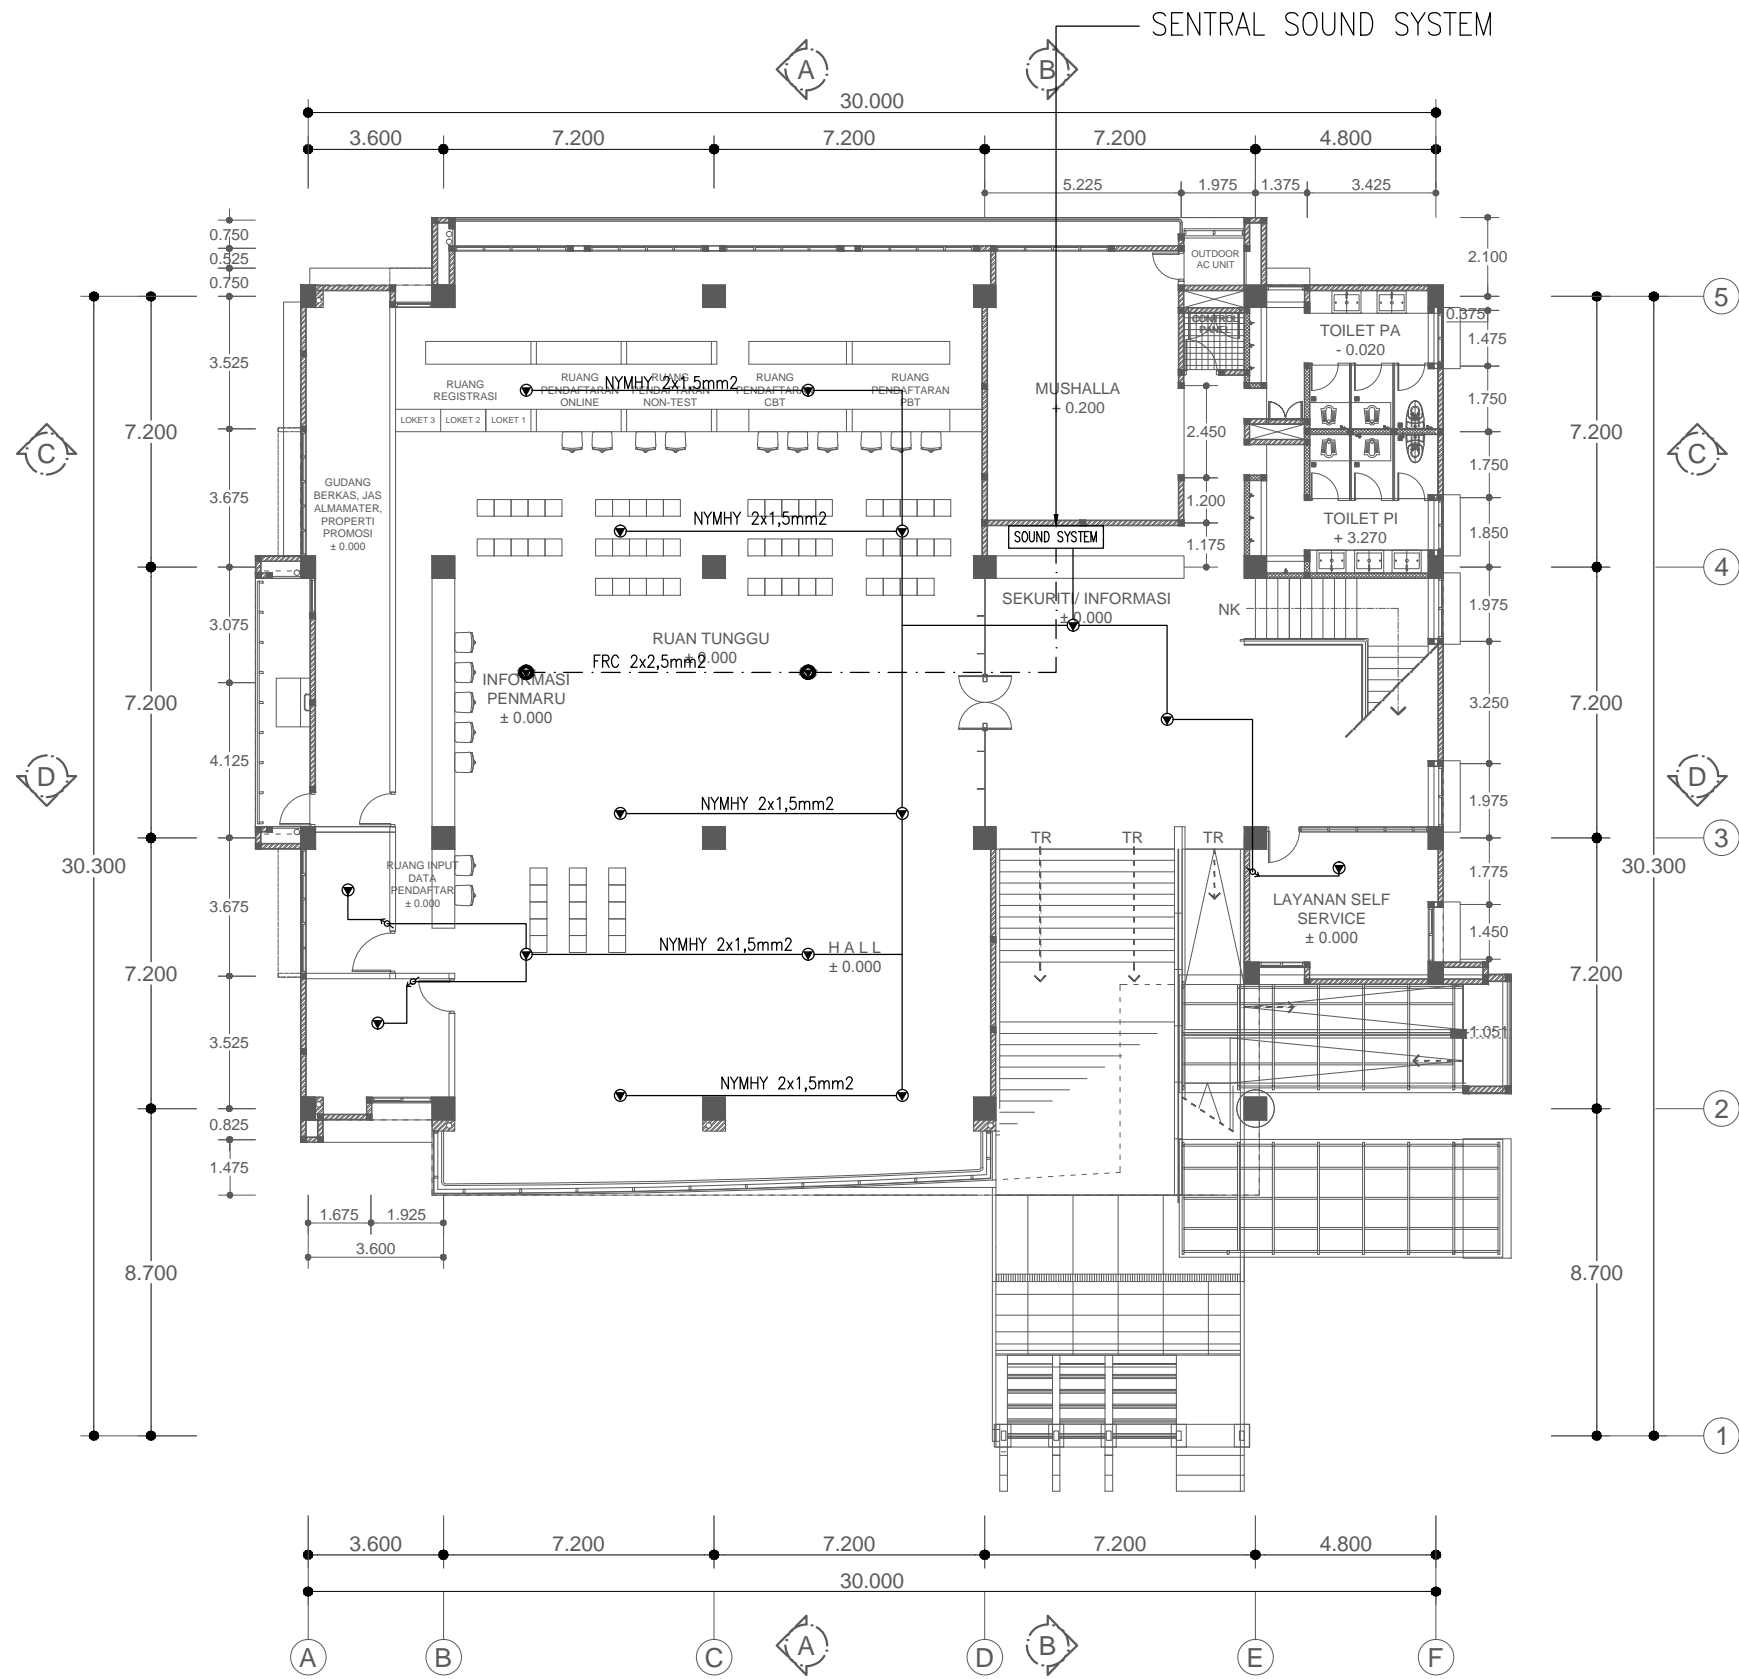 SENTRAL SOUND SYSTEM
A
B
30.000
3.600
7.200
7.200
7.200
4.800
5.225
1.975
1.375
3.425
0.750
0.525
0.750
3.525
3.675
3.075
4.125
3.675
3.525
0.825
1.475
7.200
7.200
7.200
8.700
30.300
C
D
OUTDOOR
AC UNIT
CONTROL
PANEL
TOILET PA
- 0.020
MUSHALLA
+ 0.200
2.450
1.200
1.175
RUANG
REGISTRASI
RUANG
PENDAFTARAN
ONLINE
NYMHY 2x1,5mm2
RUANG
PENDAFTARAN
NON-TEST
RUANG
PENDAFTARAN
CBT
RUANG
PENDAFTARAN
PBT
LOKET 3
LOKET 2
LOKET 1
GUDANG
BERKAS, JAS
ALMAMATER,
PROPERTI
PROMOSI
± 0.000
NYMHY 2x1,5mm2
SOUND SYSTEM
TOILET PI
+ 3.270
SEKURITI/ INFORMASI
± 0.000
NK
RUAN TUNGGU
± 0.000
FRC 2x2,5mm2
INFORMASI
PENMARU
± 0.000
NYMHY 2x1,5mm2
TR
TR
TR
RUANG INPUT
DATA
PENDAFTAR
± 0.000
LAYANAN SELF
SERVICE
± 0.000
NYMHY 2x1,5mm2
HALL
± 0.000
NYMHY 2x1,5mm2
2.100
0.375
1.475
1.750
1.750
1.850
1.975
3.250
1.975
1.775
1.450
1.051
7.200
7.200
7.200
8.700
30.300
C
D
5
4
3
2
1
1.675
1.925
3.600
3.600
7.200
7.200
7.200
4.800
30.000
A
B
A
B
C
D
E
F